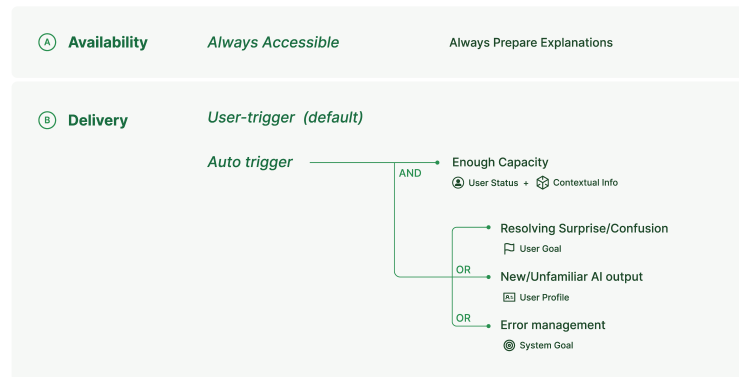 A Availability Always Accessible Always Prepare Explanations
B Delivery User-trigger (default)
Auto trigger AND Enough Capacity
User Status + Contextual Info
Resolving Surprise/Confusion
User Goal
OR New/Unfamiliar AI output
User Profile
OR Error management
System Goal